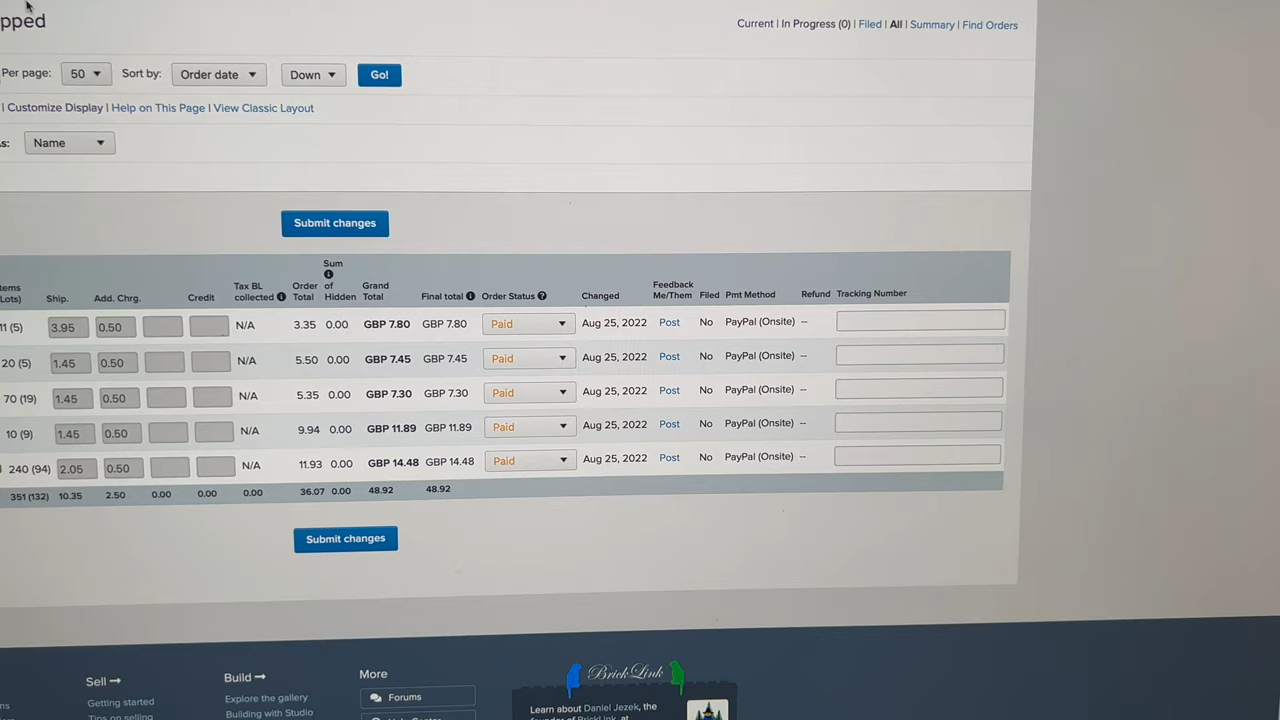 pped
Current | In Progress (0) | Filed | All | Summary | Find Orders
Per page: 50 Sort by: Order date Down Go!
| Customize Display | Help on This Page | View Classic Layout
As: Name
Submit changes
tems (Lots) Ship. Add. Chrg. Credit Tax BL collected Order Total Sum of Hidden Grand Total Final total Order Status Changed Feedback Me/Them Filed Pmt Method Refund Tracking Number
11 (5) 3.95 0.50 N/A 3.35 0.00 GBP 7.80 GBP 7.80 Paid Aug 25, 2022 Post No PayPal (Onsite) --
20 (5) 1.45 0.50 N/A 5.50 0.00 GBP 7.45 GBP 7.45 Paid Aug 25, 2022 Post No PayPal (Onsite) --
70 (19) 1.45 0.50 N/A 5.35 0.00 GBP 7.30 GBP 7.30 Paid Aug 25, 2022 Post No PayPal (Onsite) --
10 (9) 1.45 0.50 N/A 9.94 0.00 GBP 11.89 GBP 11.89 Paid Aug 25, 2022 Post No PayPal (Onsite)
240 (94) 2.05 0.50 N/A 11.93 0.00 GBP 14.48 GBP 14.48 Paid Aug 25, 2022 Post No PayPal (Onsite)
351 (132) 10.35 2.50 0.00 0.00 0.00 36.07 0.00 48.92 48.92
Submit changes
Sell → Build → More BrickLink
Getting started Explore the gallery Forums Learn about Daniel Jezek, the
Tips on selling Building with Studio founder of BrickLink, at